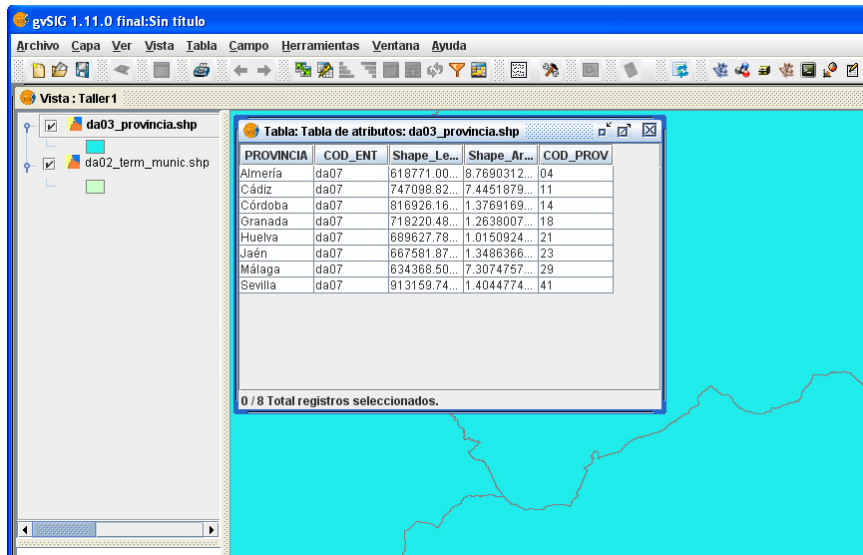 gvSIG 1.11.0 final:Sin título
Archivo Capa Ver Vista Tabla Campo Herramientas Ventana Ayuda
Vista : Taller1
da03_provincia.shp
da02_term_munic.shp
Tabla: Tabla de atributos: da03_provincia.shp
PROVINCIA COD_ENT Shape_Le... Shape_Ar... COD_PROV
Almería da07 618771.00... 8.7690312... 04
Cádiz da07 747098.82... 7.4451879... 11
Córdoba da07 816926.16... 1.3769169... 14
Granada da07 718220.48... 1.2638007... 18
Huelva da07 689627.78... 1.0150924... 21
Jaén da07 667581.87... 1.3486366... 23
Málaga da07 634368.50... 7.3074757... 29
Sevilla da07 913159.74... 1.4044774... 41
0 / 8 Total registros seleccionados.